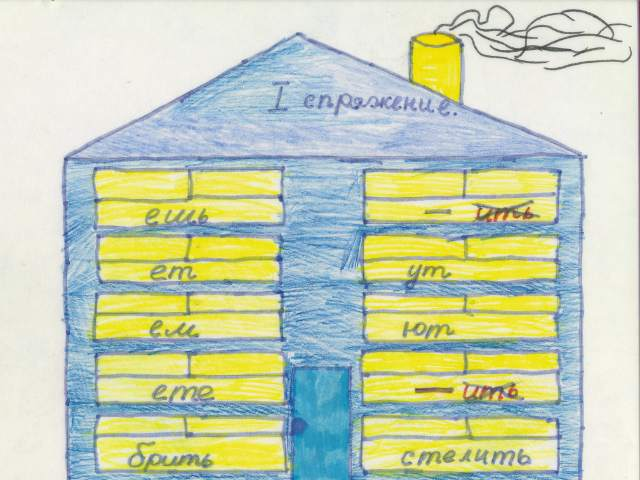 I спряжение.
ешь
ет
ем
ете
брить
— ить
ут
ют
— ить
стелить